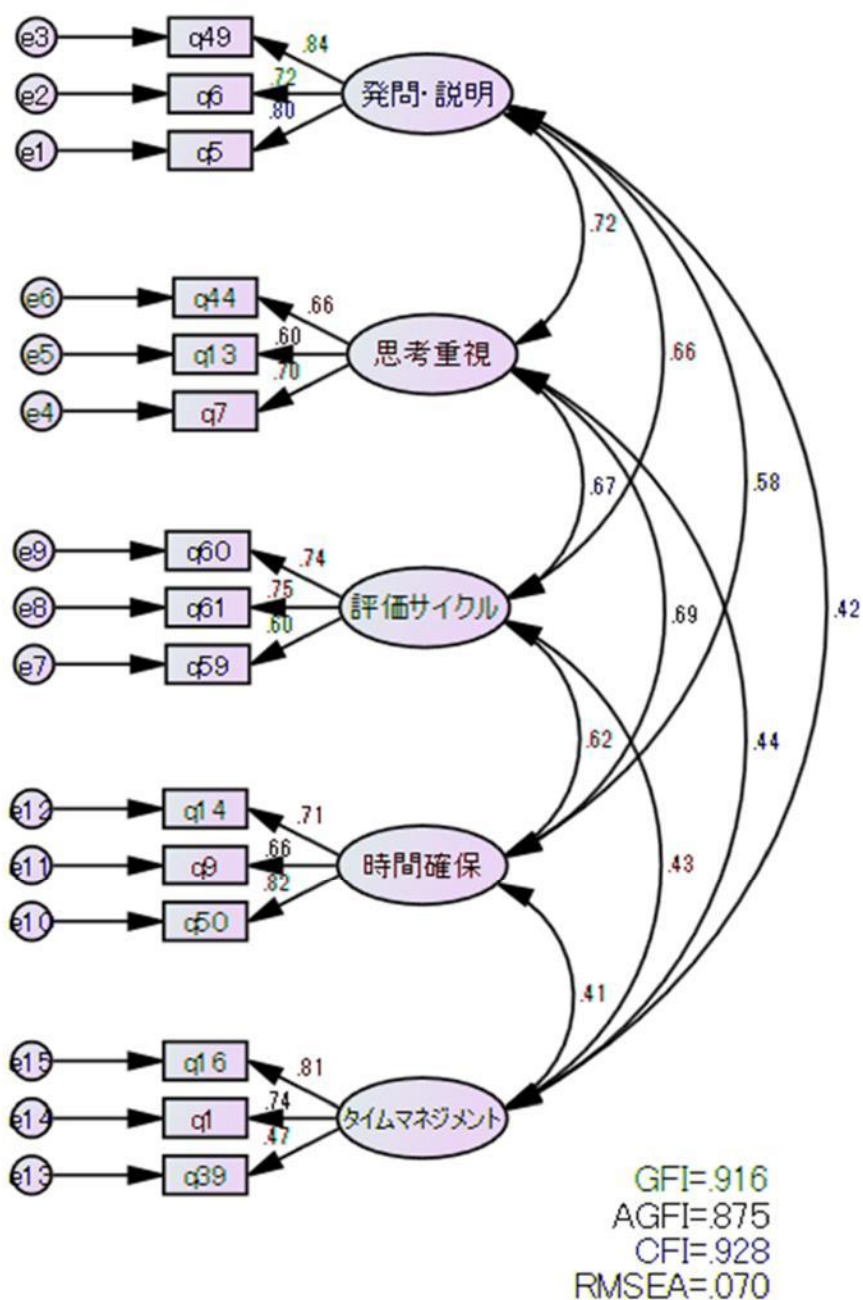 e3 q49 .84
e2 q6 .72 発問・説明
e1 q5 .80
.72
e6 q44 .66
e5 q13 .60 思考重視 .66
e4 q7 .70
.67 .58
e9 q60 .74
e8 q61 .75 評価サイクル .69 .42
e7 q59 .60
.62 .44
e12 q14 .71
e11 q9 .66 時間確保 .43
e10 q50 .82
.41
e15 q16 .81
e14 q1 .74 タイムマネジメント
e13 q39 .47
GFI=.916
AGFI=.875
CFI=.928
RMSEA=.070